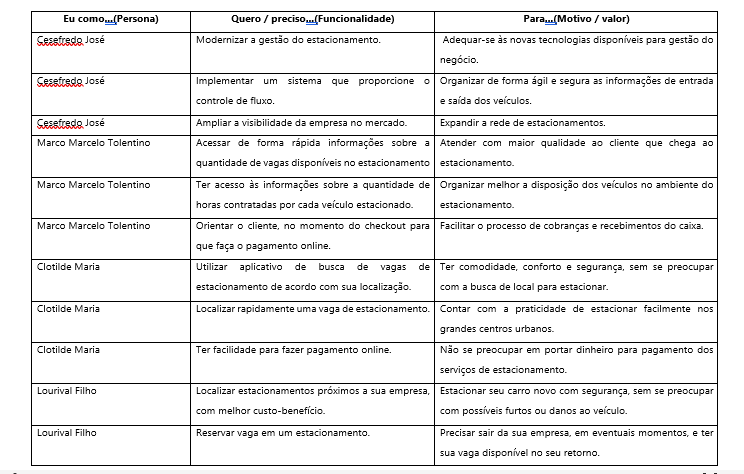 Eu como...(Persona) Quero / preciso...(Funcionalidade) Para...(Motivo / valor)
Cesefredo José Modernizar a gestão do estacionamento. Adequar-se às novas tecnologias disponíveis para gestão do
negócio.
Cesefredo José Implementar um sistema que proporcione o Organizar de forma ágil e segura as informações de entrada
controle de fluxo. e saída dos veículos.
Cesefredo José Ampliar a visibilidade da empresa no mercado. Expandir a rede de estacionamentos.
Marco Marcelo Tolentino Acessar de forma rápida informações sobre a Atender com maior qualidade ao cliente que chega ao
quantidade de vagas disponíveis no estacionamento estacionamento.
Marco Marcelo Tolentino Ter acesso às informações sobre a quantidade de Organizar melhor a disposição dos veículos no ambiente do
horas contratadas por cada veículo estacionado. estacionamento.
Marco Marcelo Tolentino Orientar o cliente, no momento do checkout para Facilitar o processo de cobranças e recebimentos do caixa.
que faça o pagamento online.
Clotilde Maria Utilizar aplicativo de busca de vagas de Ter comodidade, conforto e segurança, sem se preocupar
estacionamento de acordo com sua localização. com a busca de local para estacionar.
Clotilde Maria Localizar rapidamente uma vaga de estacionamento. Contar com a praticidade de estacionar facilmente nos
grandes centros urbanos.
Clotilde Maria Ter facilidade para fazer pagamento online. Não se preocupar em portar dinheiro para pagamento dos
serviços de estacionamento.
Lourival Filho Localizar estacionamentos próximos a sua empresa, Estacionar seu carro novo com segurança, sem se preocupar
com melhor custo-benefício. com possíveis furtos ou danos ao veículo.
Lourival Filho Reservar vaga em um estacionamento. Precisar sair da sua empresa, em eventuais momentos, e ter
sua vaga disponível no seu retorno.